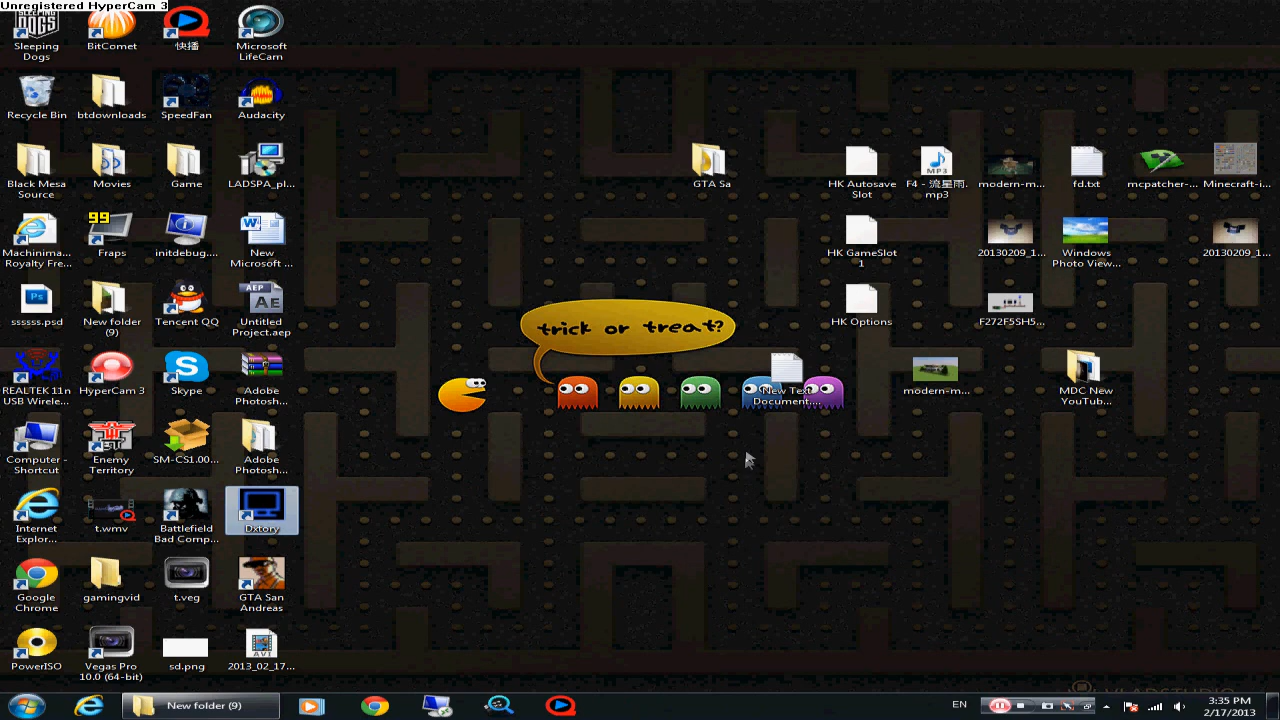 Unregistered HyperCam 3
Sleeping
Dogs
BitComet
快播
Microsoft
LifeCam
Recycle Bin
btdownloads
SpeedFan
Audacity
Black Mesa
Source
Movies
Game
LADSPA_pl...
GTA Sa
HK Autosave
Slot
F4 - 流星雨.
mp3
modern-m...
fd.txt
mcpatcher-...
Minecraft-i...
Machinima...
Royalty Fre...
99
Fraps
initdebug....
New
Microsoft ...
HK GameSlot
1
20130209_1...
Windows
Photo View...
20130209_1...
ssssss.psd
New folder
(9)
Tencent QQ
Untitled
Project.aep
HK Options
F272F5SH5...
trick or treat?
REALTEK 11n
USB Wirele...
HyperCam 3
Skype
Adobe
Photosh...
New Text
Document....
modern-m...
MDC New
YouTub...
Computer -
Shortcut
Enemy
Territory
SM-CS1.00...
Adobe
Photosh...
Internet
Explor...
t.wmv
Battlefield
Bad Comp...
Dxtory
Google
Chrome
gamingvid
t.veg
GTA San
Andreas
PowerISO
Vegas Pro
10.0 (64-bit)
sd.png
2013_02_17...
VLADSTUDIO
New folder (9)
EN
3:35 PM
2/17/2013